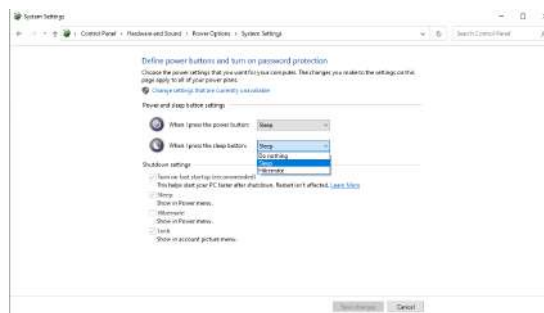 System Settings
Control Panel › Hardware and Sound › Power Options › System Settings
Search Control Panel
Define power buttons and turn on password protection
Choose the power settings that you want for your computer. The changes you make to the settings on this
page apply to all of your power plans.
Change settings that are currently unavailable
Power and sleep button settings
When I press the power button: Sleep
When I press the sleep button: Sleep
Do nothing
Sleep
Hibernate
Shutdown settings
Turn on fast startup (recommended)
This helps start your PC faster after shutdown. Restart isn't affected. Learn More
Sleep
Show in Power menu.
Hibernate
Show in Power menu.
Lock
Show in account picture menu.
Save changes Cancel